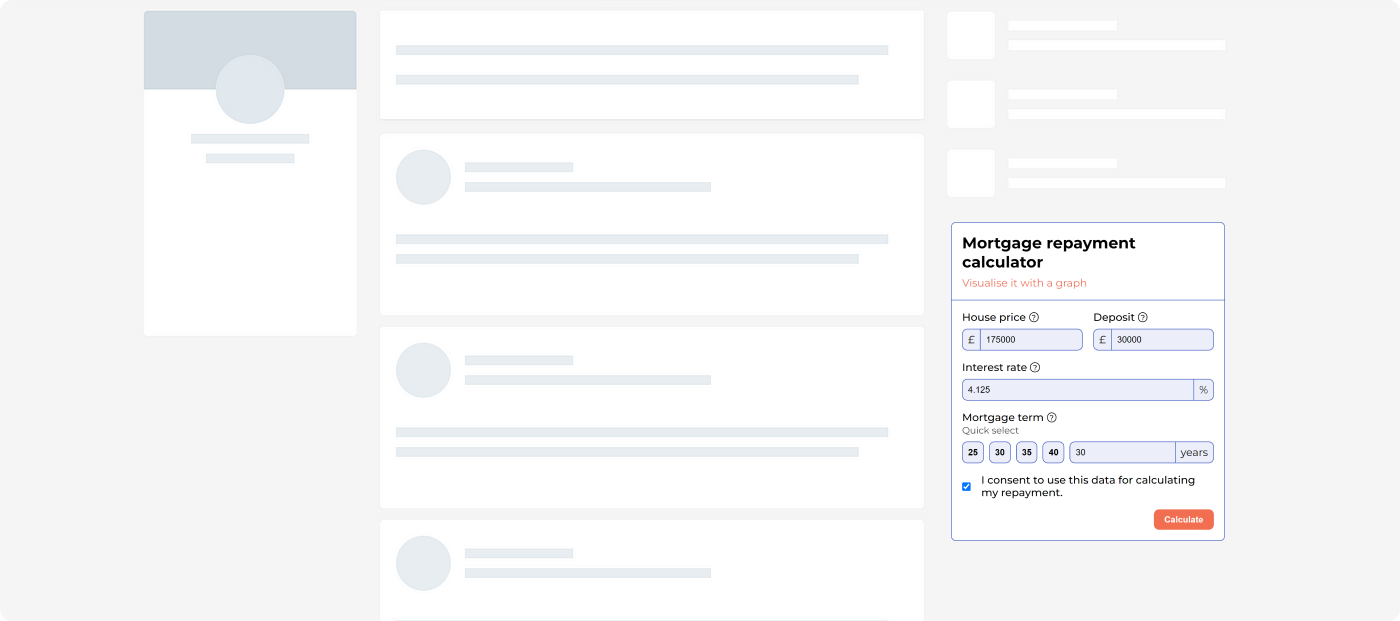 Mortgage repayment
calculator
Visualise it with a graph
House price ? Deposit ?
£ 175000 £ 30000
Interest rate ?
4.125 %
Mortgage term ?
Quick select
25 30 35 40 30 years
I consent to use this data for calculating
my repayment.
Calculate